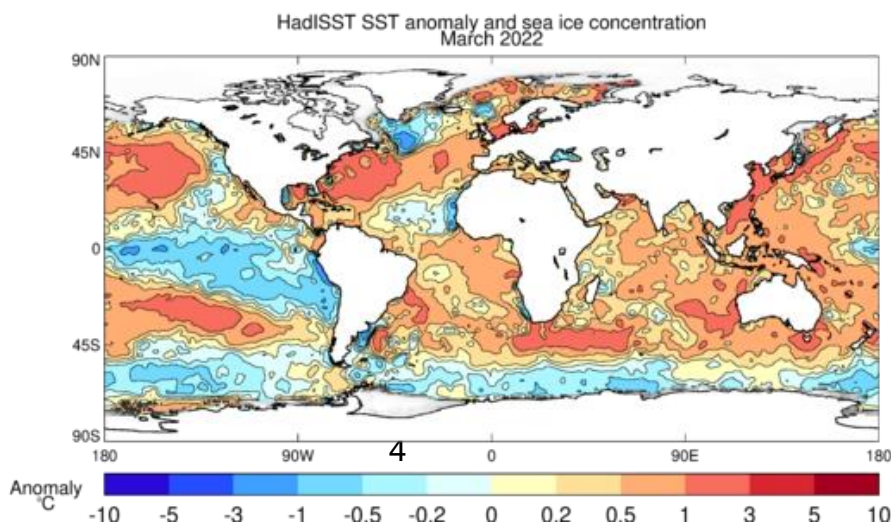 HadISST SST anomaly and sea ice concentration
March 2022
90N
45N
0
45S
90S
180 90W 0 90E 180
4
Anomaly
°C
-10 -5 -3 -1 -0.5 -0.2 0 0.2 0.5 1 3 5 10